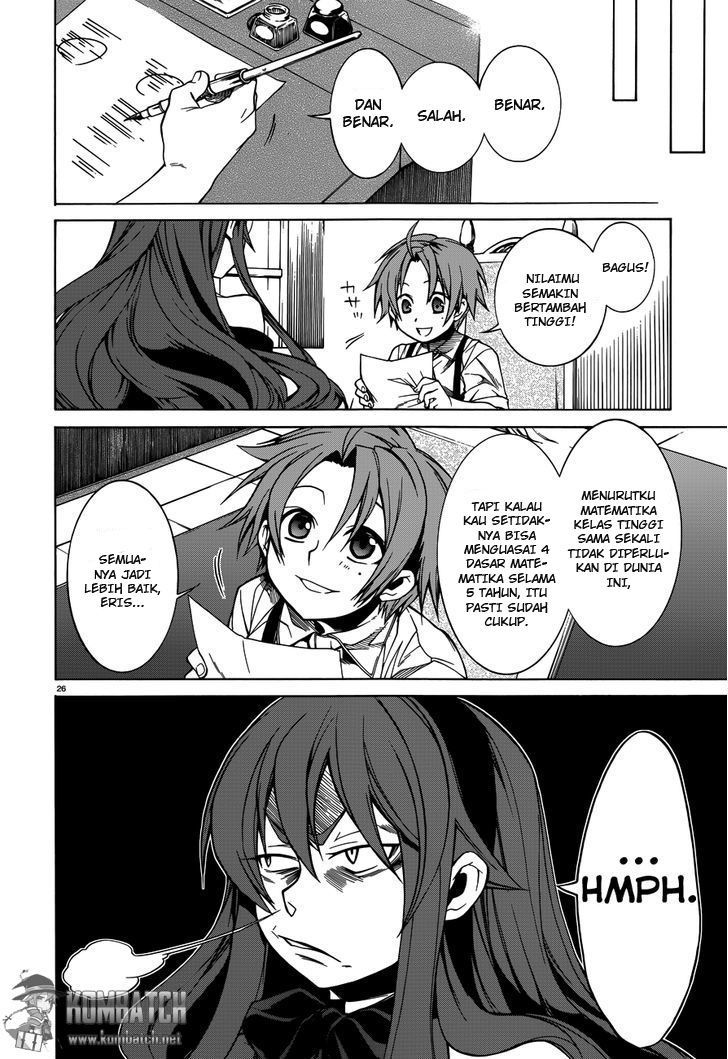 BENAR.
SALAH.
DAN
BENAR.
BAGUS!
NILAIMU
SEMAKIN
BERTAMBAH
TINGGI!
MENURUTKU
MATEMATIKA
KELAS TINGGI
SAMA SEKALI
TIDAK DIPERLU-
KAN DI DUNIA
INI,
TAPI KALAU
KAU SETIDAK-
NYA BISA
MENGUASAI 4
DASAR MATE-
MATIKA SELAMA
5 TAHUN, ITU
PASTI SUDAH
CUKUP.
SEMUA-
NYA JADI
LEBIH BAIK,
ERIS...
26
...
HMPH.
KOMBATCH
www.kombatch.net